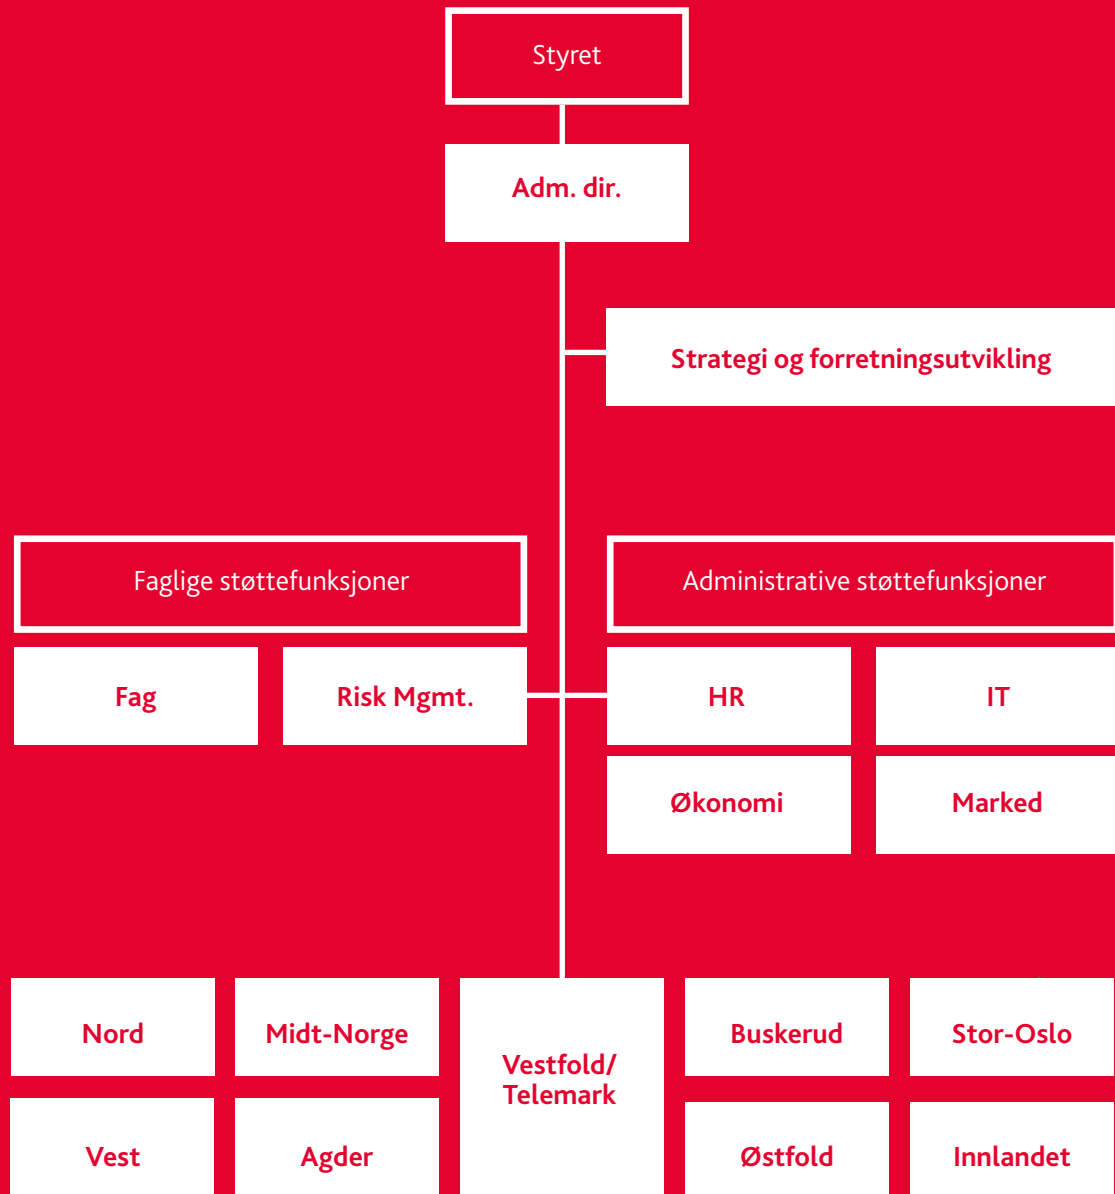 Styret
Adm. dir.
Strategi og forretningsutvikling
Faglige støttefunksjoner
Administrative støttefunksjoner
Fag
Risk Mgmt.
HR
IT
Økonomi
Marked
Nord
Midt-Norge
Vestfold/
Telemark
Buskerud
Stor-Oslo
Vest
Agder
Østfold
Innlandet